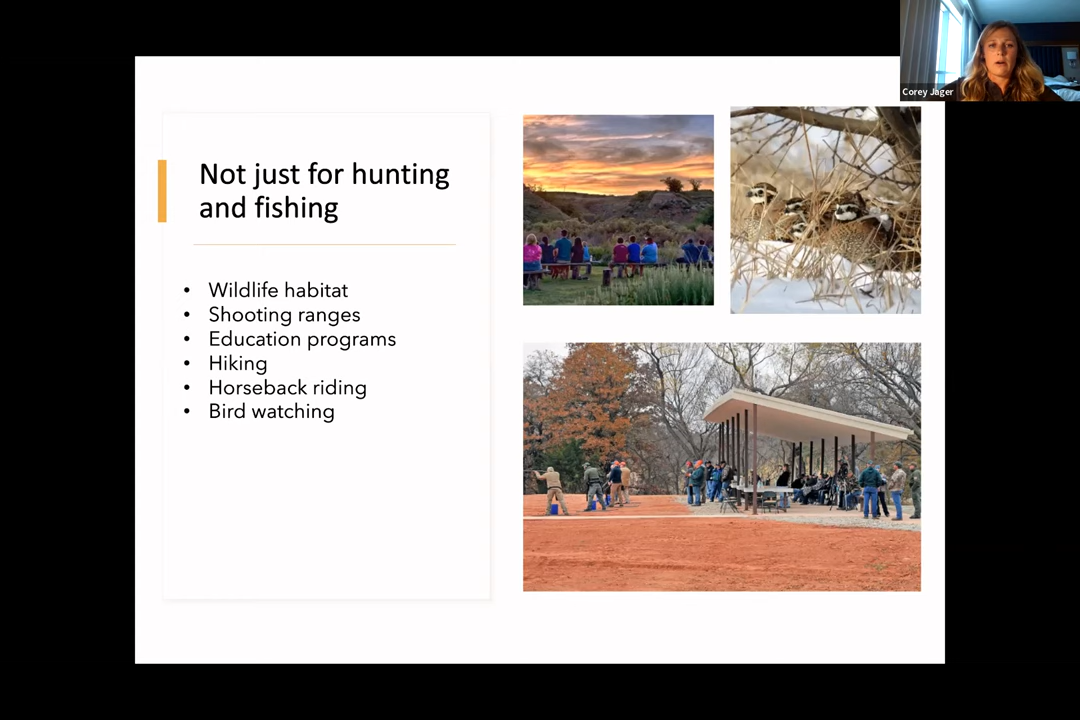 Corey Jager
Not just for hunting
and fishing
• Wildlife habitat
• Shooting ranges
• Education programs
• Hiking
• Horseback riding
• Bird watching